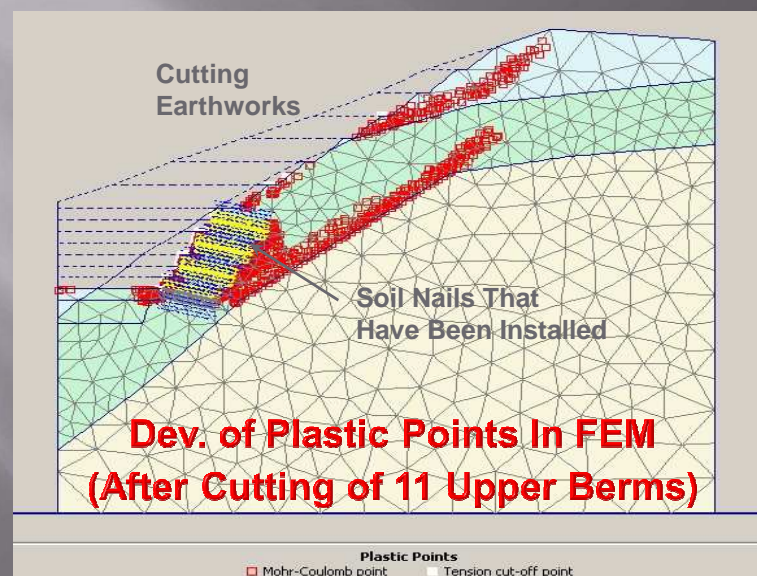 Cutting
Earthworks
Soil Nails That
Have Been Installed
Dev. of Plastic Points In FEM
(After Cutting of 11 Upper Berms)
Plastic Points
Mohr-Coulomb point Tension cut-off point